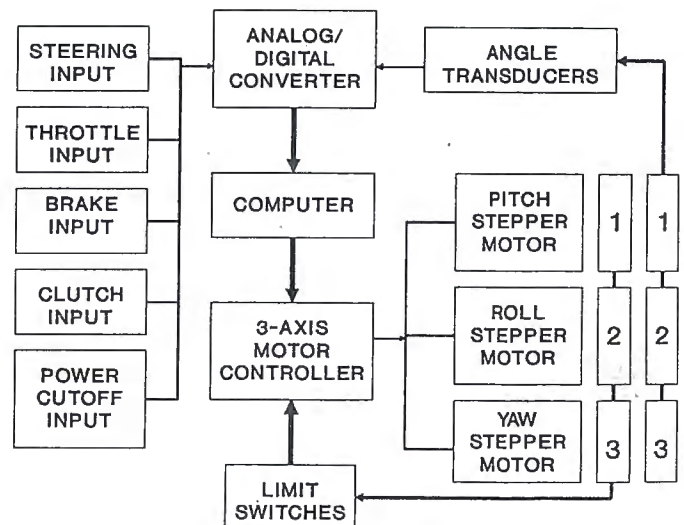 STEERING
INPUT
THROTTLE
INPUT
BRAKE
INPUT
CLUTCH
INPUT
POWER
CUTOFF
INPUT
ANALOG/
DIGITAL
CONVERTER
COMPUTER
3-AXIS
MOTOR
CONTROLLER
LIMIT
SWITCHES
ANGLE
TRANSDUCERS
PITCH
STEPPER
MOTOR
1
1
ROLL
STEPPER
MOTOR
2
2
YAW
STEPPER
MOTOR
3
3